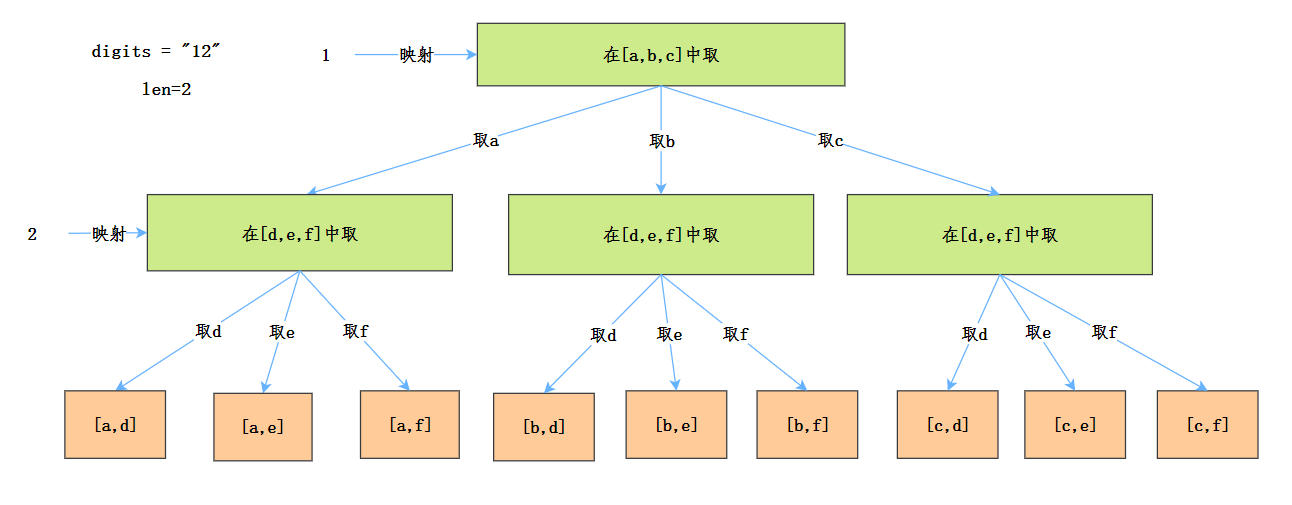 digits = "12"
len=2
1
映射
在[a,b,c]中取
取a
取b
取c
2
映射
在[d,e,f]中取
在[d,e,f]中取
在[d,e,f]中取
取d
取e
取f
取d
取e
取f
取d
取e
取f
[a,d]
[a,e]
[a,f]
[b,d]
[b,e]
[b,f]
[c,d]
[c,e]
[c,f]